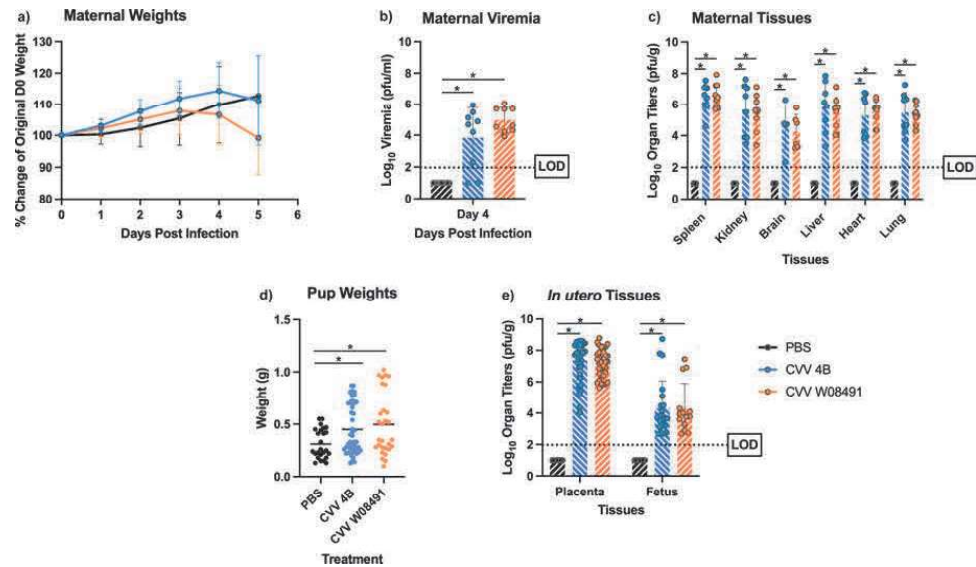 a) Maternal Weights
% Change of Original D0 Weight
130
120
110
100
90
80
0 1 2 3 4 5 6
Days Post Infection
b) Maternal Viremia
Log10 Viremia (pfu/ml)
10
8
6
4
2
0
* *
LOD
Day 4
Days Post Infection
c) Maternal Tissues
Log10 Organ Titers (pfu/g)
10
8
6
4
2
0
* * * * * * * * * * * *
LOD
Spleen Kidney Brain Liver Heart Lung
Tissues
d) Pup Weights
Weight (g)
1.5
1.0
0.5
0.0
*
*
PBS CVV 4B CVV W08491
Treatment
e) In utero Tissues
Log10 Organ Titers (pfu/g)
10
8
6
4
2
0
* * * *
LOD
Placenta Fetus
Tissues
PBS
CVV 4B
CVV W08491